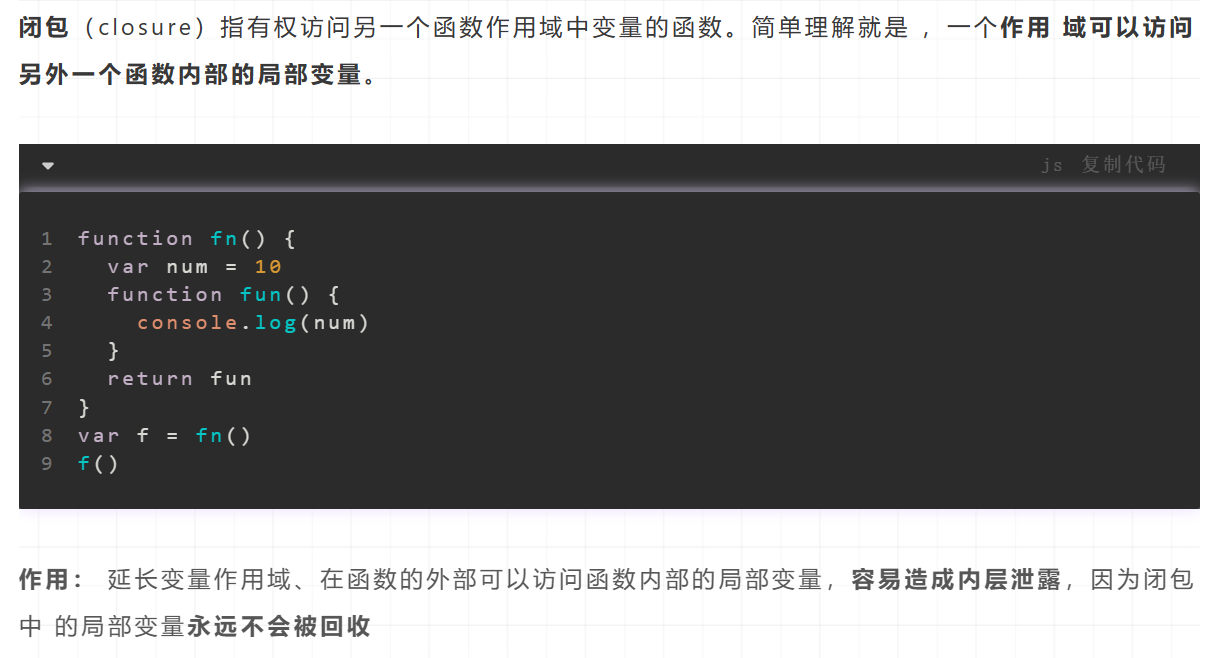 闭包（closure）指有权访问另一个函数作用域中变量的函数。简单理解就是 ，一个作用 域可以访问
另外一个函数内部的局部变量。
js 复制代码
1 function fn() {
2   var num = 10
3   function fun() {
4     console.log(num)
5   }
6   return fun
7 }
8 var f = fn()
9 f()
作用： 延长变量作用域、在函数的外部可以访问函数内部的局部变量，容易造成内层泄露，因为闭包
中 的局部变量永远不会被回收